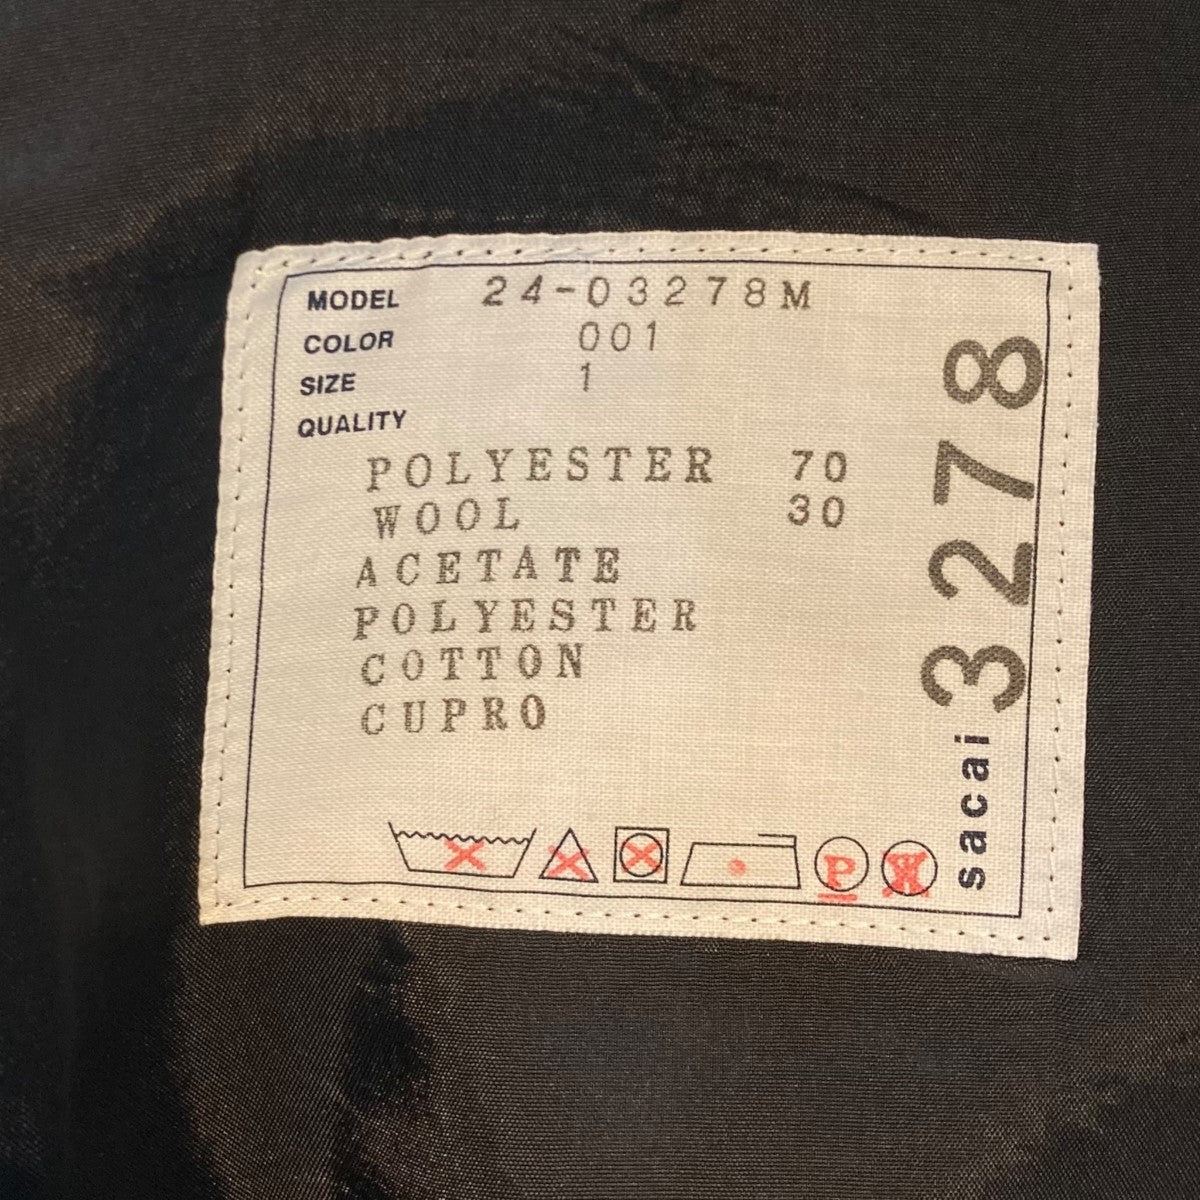 MODEL 24-03278M
COLOR 001
SIZE 1
QUALITY
POLYESTER 70
WOOL 30
ACETATE
POLYESTER
COTTON
CUPRO
P
W
sacai 3278